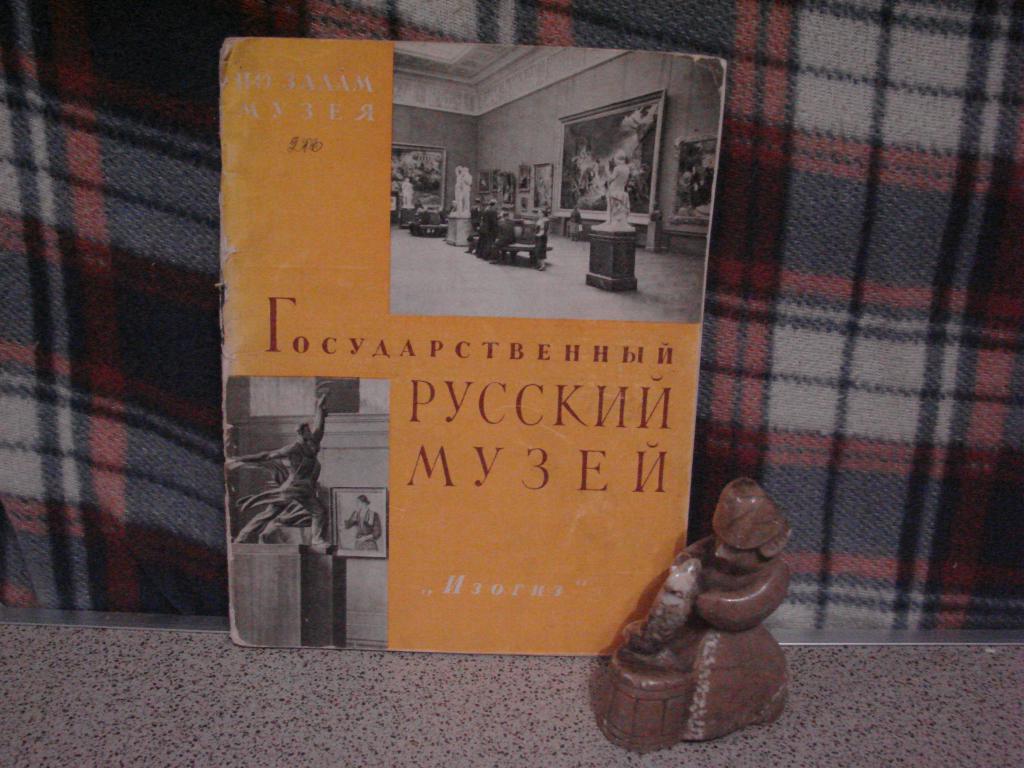 ПО ЗАЛАМ
МУЗЕЯ
Государственный
РУССКИЙ
МУЗЕЙ
„Изогиз“